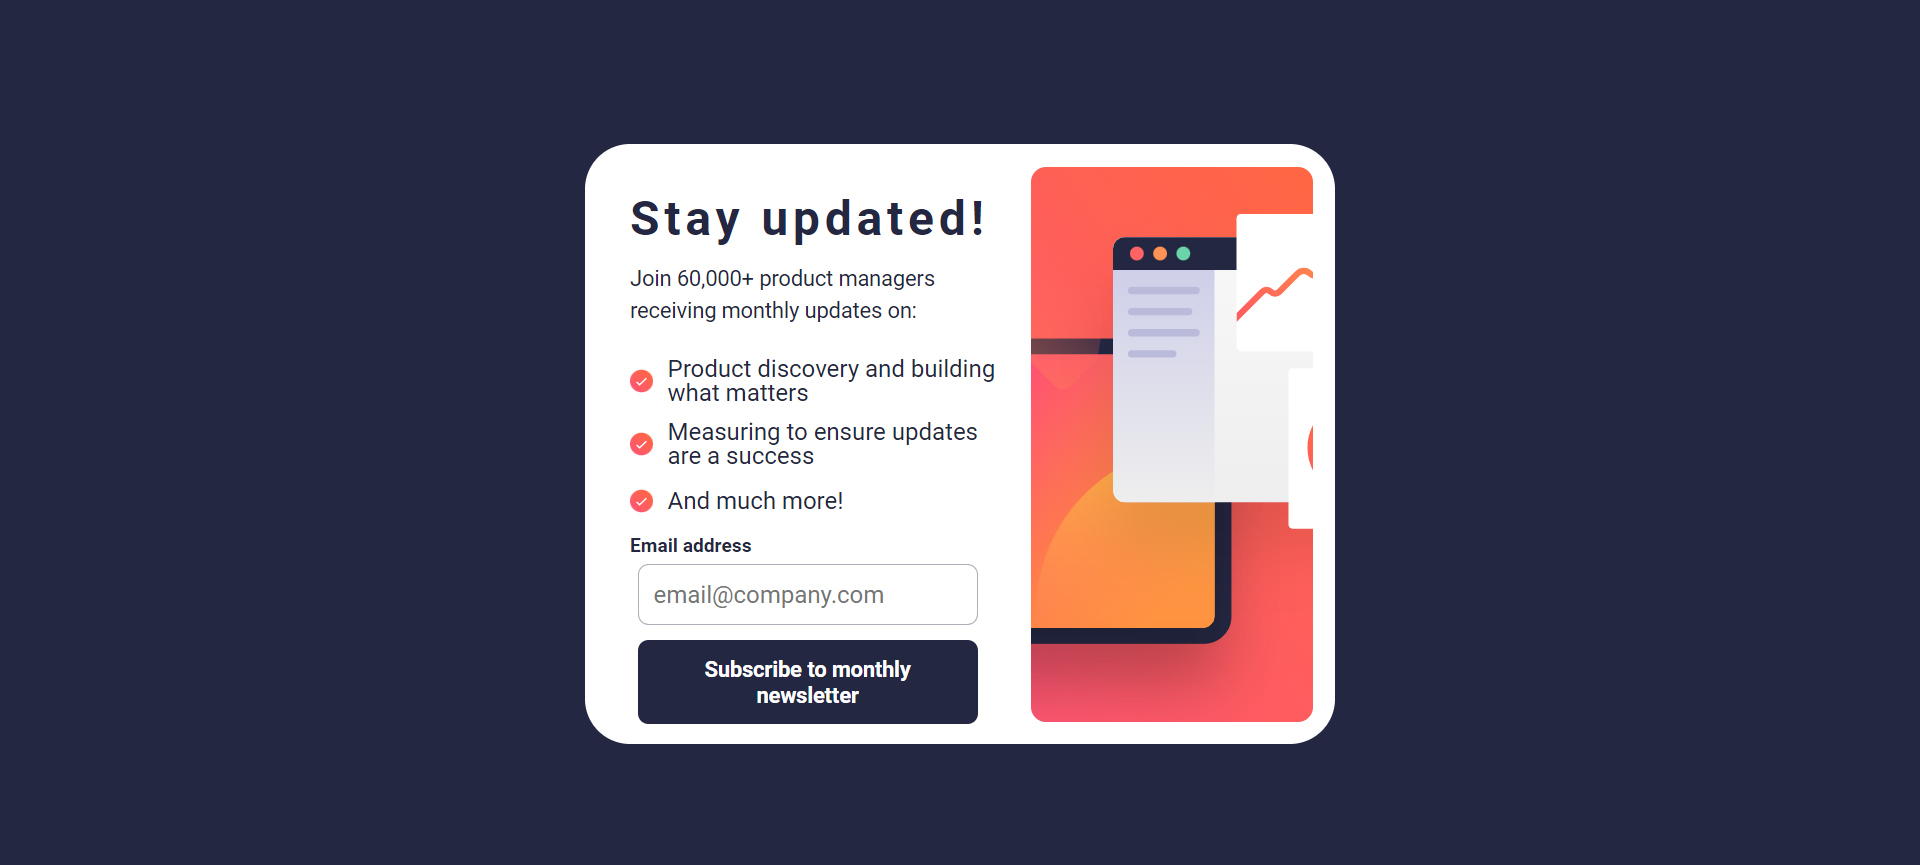 Stay updated!
Join 60,000+ product managers
receiving monthly updates on:
Product discovery and building
what matters
Measuring to ensure updates
are a success
And much more!
Email address
email@company.com
Subscribe to monthly
newsletter